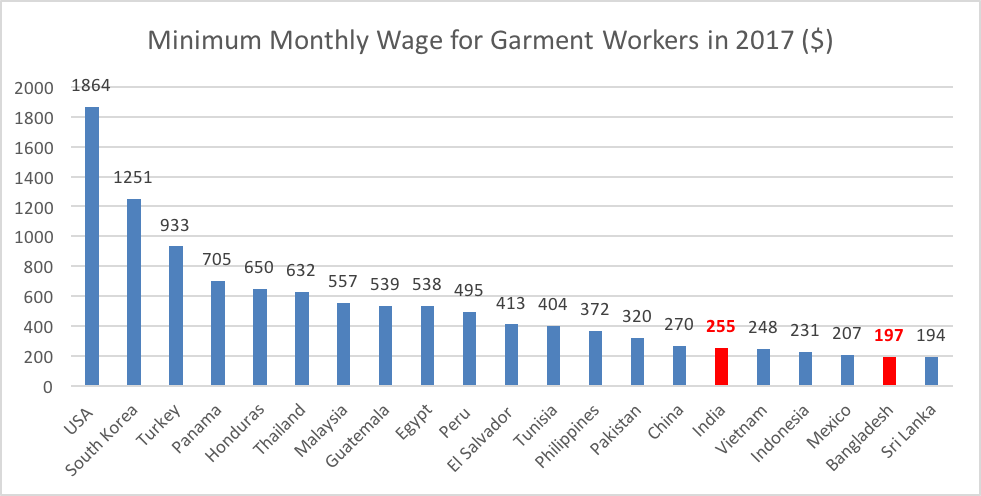 Minimum Monthly Wage for Garment Workers in 2017 ($)
2000
1800
1600
1400
1200
1000
800
600
400
200
0
1864
1251
933
705
650
632
557
539
538
495
413
404
372
320
270
255
248
231
207
197
194
USA
South Korea
Turkey
Panama
Honduras
Thailand
Malaysia
Guatemala
Egypt
Peru
El Salvador
Tunisia
Philippines
Pakistan
China
India
Vietnam
Indonesia
Mexico
Bangladesh
Sri Lanka